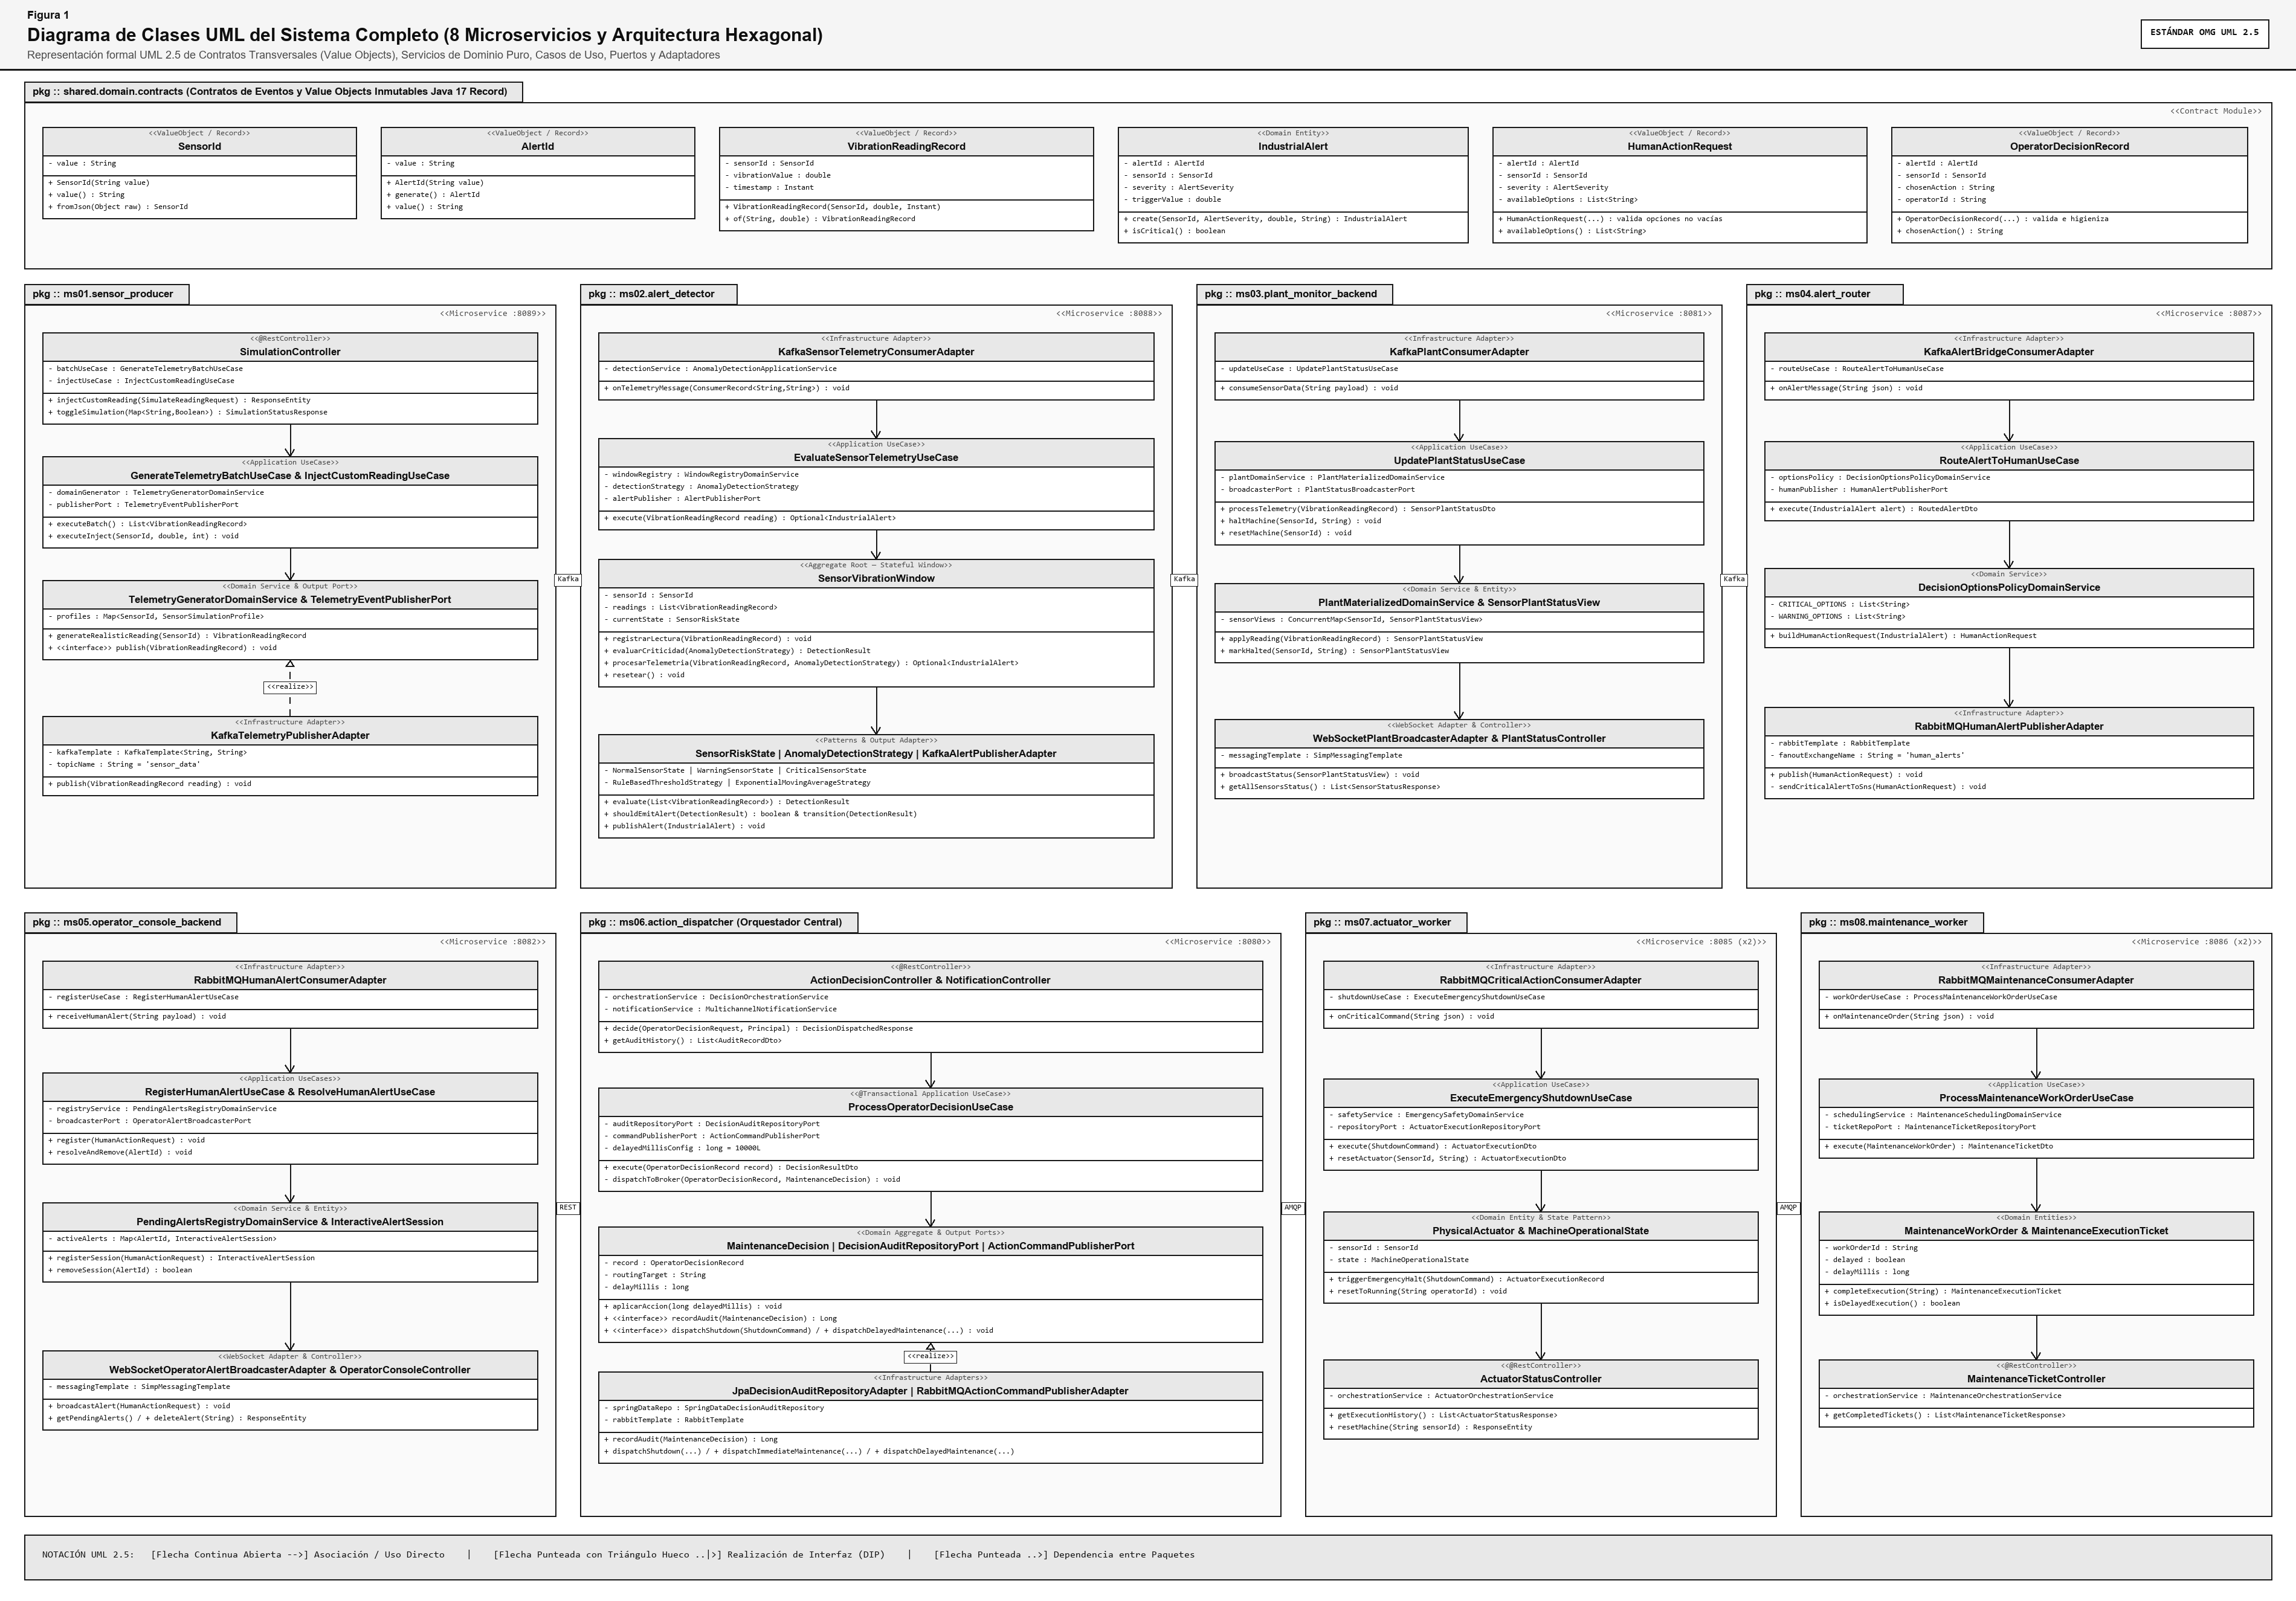 Figura 1
Diagrama de Clases UML del Sistema Completo (8 Microservicios y Arquitectura Hexagonal)
Representación formal UML 2.5 de Contratos Transversales (Value Objects), Servicios de Dominio Puro, Casos de Uso, Puertos y Adaptadores
ESTÁNDAR OMG UML 2.5
pkg :: shared.domain.contracts (Contratos de Eventos y Value Objects Inmutables Java 17 Record)
<<Contract Module>>
<<ValueObject / Record>>
SensorId
- value : String
+ SensorId(String value)
+ value() : String
+ fromJson(Object raw) : SensorId
<<ValueObject / Record>>
AlertId
- value : String
+ AlertId(String value)
+ generate() : AlertId
+ value() : String
<<ValueObject / Record>>
VibrationReadingRecord
- sensorId : SensorId
- vibrationValue : double
- timestamp : Instant
+ VibrationReadingRecord(SensorId, double, Instant)
+ of(String, double) : VibrationReadingRecord
<<Domain Entity>>
IndustrialAlert
- alertId : AlertId
- sensorId : SensorId
- severity : AlertSeverity
- triggerValue : double
+ create(SensorId, AlertSeverity, double, String) : IndustrialAlert
+ isCritical() : boolean
<<ValueObject / Record>>
HumanActionRequest
- alertId : AlertId
- sensorId : SensorId
- severity : AlertSeverity
- availableOptions : List<String>
+ HumanActionRequest(...) : valida opciones no vacías
+ availableOptions() : List<String>
<<ValueObject / Record>>
OperatorDecisionRecord
- alertId : AlertId
- sensorId : SensorId
- chosenAction : String
- operatorId : String
+ OperatorDecisionRecord(...) : valida e higieniza
+ chosenAction() : String
pkg :: ms01.sensor_producer
<<Microservice :8089>>
<<@RestController>>
SimulationController
- batchUseCase : GenerateTelemetryBatchUseCase
- injectUseCase : InjectCustomReadingUseCase
+ injectCustomReading(SimulateReadingRequest) : ResponseEntity
+ toggleSimulation(Map<String,Boolean>) : SimulationStatusResponse
<<Application UseCase>>
GenerateTelemetryBatchUseCase & InjectCustomReadingUseCase
- domainGenerator : TelemetryGeneratorDomainService
- publisherPort : TelemetryEventPublisherPort
+ executeBatch() : List<VibrationReadingRecord>
+ executeInject(SensorId, double, int) : void
<<Domain Service & Output Port>>
TelemetryGeneratorDomainService & TelemetryEventPublisherPort
- profiles : Map<SensorId, SensorSimulationProfile>
+ generateRealisticReading(SensorId) : VibrationReadingRecord
+ <<interface>> publish(VibrationReadingRecord) : void
<<realize>>
<<Infrastructure Adapter>>
KafkaTelemetryPublisherAdapter
- kafkaTemplate : KafkaTemplate<String, String>
- topicName : String = 'sensor_data'
+ publish(VibrationReadingRecord reading) : void
Kafka
pkg :: ms02.alert_detector
<<Microservice :8088>>
<<Infrastructure Adapter>>
KafkaSensorTelemetryConsumerAdapter
- detectionService : AnomalyDetectionApplicationService
+ onTelemetryMessage(ConsumerRecord<String,String>) : void
<<Application UseCase>>
EvaluateSensorTelemetryUseCase
- windowRegistry : WindowRegistryDomainService
- detectionStrategy : AnomalyDetectionStrategy
- alertPublisher : AlertPublisherPort
+ execute(VibrationReadingRecord reading) : Optional<IndustrialAlert>
<<Aggregate Root — Stateful Window>>
SensorVibrationWindow
- sensorId : SensorId
- readings : List<VibrationReadingRecord>
- currentState : SensorRiskState
+ registrarLectura(VibrationReadingRecord) : void
+ evaluarCriticidad(AnomalyDetectionStrategy) : DetectionResult
+ procesarTelemetria(VibrationReadingRecord, AnomalyDetectionStrategy) : Optional<IndustrialAlert>
+ resetear() : void
<<Patterns & Output Adapter>>
SensorRiskState | AnomalyDetectionStrategy | KafkaAlertPublisherAdapter
- NormalSensorState | WarningSensorState | CriticalSensorState
- RuleBasedThresholdStrategy | ExponentialMovingAverageStrategy
+ evaluate(List<VibrationReadingRecord>) : DetectionResult
+ shouldEmitAlert(DetectionResult) : boolean & transition(DetectionResult)
+ publishAlert(IndustrialAlert) : void
Kafka
pkg :: ms03.plant_monitor_backend
<<Microservice :8081>>
<<Infrastructure Adapter>>
KafkaPlantConsumerAdapter
- updateUseCase : UpdatePlantStatusUseCase
+ consumeSensorData(String payload) : void
<<Application UseCase>>
UpdatePlantStatusUseCase
- plantDomainService : PlantMaterializedDomainService
- broadcasterPort : PlantStatusBroadcasterPort
+ processTelemetry(VibrationReadingRecord) : SensorPlantStatusDto
+ haltMachine(SensorId, String) : void
+ resetMachine(SensorId) : void
<<Domain Service & Entity>>
PlantMaterializedDomainService & SensorPlantStatusView
- sensorViews : ConcurrentMap<SensorId, SensorPlantStatusView>
+ applyReading(VibrationReadingRecord) : SensorPlantStatusView
+ markHalted(SensorId, String) : SensorPlantStatusView
<<WebSocket Adapter & Controller>>
WebSocketPlantBroadcasterAdapter & PlantStatusController
- messagingTemplate : SimpMessagingTemplate
+ broadcastStatus(SensorPlantStatusView) : void
+ getAllSensorsStatus() : List<SensorStatusResponse>
Kafka
pkg :: ms04.alert_router
<<Microservice :8087>>
<<Infrastructure Adapter>>
KafkaAlertBridgeConsumerAdapter
- routeUseCase : RouteAlertToHumanUseCase
+ onAlertMessage(String json) : void
<<Application UseCase>>
RouteAlertToHumanUseCase
- optionsPolicy : DecisionOptionsPolicyDomainService
- humanPublisher : HumanAlertPublisherPort
+ execute(IndustrialAlert alert) : RoutedAlertDto
<<Domain Service>>
DecisionOptionsPolicyDomainService
- CRITICAL_OPTIONS : List<String>
- WARNING_OPTIONS : List<String>
+ buildHumanActionRequest(IndustrialAlert) : HumanActionRequest
<<Infrastructure Adapter>>
RabbitMQHumanAlertPublisherAdapter
- rabbitTemplate : RabbitTemplate
- fanoutExchangeName : String = 'human_alerts'
+ publish(HumanActionRequest) : void
- sendCriticalAlertToSns(HumanActionRequest) : void
pkg :: ms05.operator_console_backend
<<Microservice :8082>>
<<Infrastructure Adapter>>
RabbitMQHumanAlertConsumerAdapter
- registerUseCase : RegisterHumanAlertUseCase
+ receiveHumanAlert(String payload) : void
<<Application UseCases>>
RegisterHumanAlertUseCase & ResolveHumanAlertUseCase
- registryService : PendingAlertsRegistryDomainService
- broadcasterPort : OperatorAlertBroadcasterPort
+ register(HumanActionRequest) : void
+ resolveAndRemove(AlertId) : void
<<Domain Service & Entity>>
PendingAlertsRegistryDomainService & InteractiveAlertSession
- activeAlerts : Map<AlertId, InteractiveAlertSession>
+ registerSession(HumanActionRequest) : InteractiveAlertSession
+ removeSession(AlertId) : boolean
<<WebSocket Adapter & Controller>>
WebSocketOperatorAlertBroadcasterAdapter & OperatorConsoleController
- messagingTemplate : SimpMessagingTemplate
+ broadcastAlert(HumanActionRequest) : void
+ getPendingAlerts() / + deleteAlert(String) : ResponseEntity
REST
pkg :: ms06.action_dispatcher (Orquestador Central)
<<Microservice :8080>>
<<@RestController>>
ActionDecisionController & NotificationController
- orchestrationService : DecisionOrchestrationService
- notificationService : MultichannelNotificationService
+ decide(OperatorDecisionRequest, Principal) : DecisionDispatchedResponse
+ getAuditHistory() : List<AuditRecordDto>
<<@Transactional Application UseCase>>
ProcessOperatorDecisionUseCase
- auditRepositoryPort : DecisionAuditRepositoryPort
- commandPublisherPort : ActionCommandPublisherPort
- delayedMillisConfig : long = 10000L
+ execute(OperatorDecisionRecord record) : DecisionResultDto
- dispatchToBroker(OperatorDecisionRecord, MaintenanceDecision) : void
<<Domain Aggregate & Output Ports>>
MaintenanceDecision | DecisionAuditRepositoryPort | ActionCommandPublisherPort
- record : OperatorDecisionRecord
- routingTarget : String
- delayMillis : long
+ aplicarAccion(long delayedMillis) : void
+ <<interface>> recordAudit(MaintenanceDecision) : Long
+ <<interface>> dispatchShutdown(ShutdownCommand) / + dispatchDelayedMaintenance(...) : void
<<realize>>
<<Infrastructure Adapters>>
JpaDecisionAuditRepositoryAdapter | RabbitMQActionCommandPublisherAdapter
- springDataRepo : SpringDataDecisionAuditRepository
- rabbitTemplate : RabbitTemplate
+ recordAudit(MaintenanceDecision) : Long
+ dispatchShutdown(...) / + dispatchImmediateMaintenance(...) / + dispatchDelayedMaintenance(...)
AMQP
pkg :: ms07.actuator_worker
<<Microservice :8085 (x2)>>
<<Infrastructure Adapter>>
RabbitMQCriticalActionConsumerAdapter
- shutdownUseCase : ExecuteEmergencyShutdownUseCase
+ onCriticalCommand(String json) : void
<<Application UseCase>>
ExecuteEmergencyShutdownUseCase
- safetyService : EmergencySafetyDomainService
- repositoryPort : ActuatorExecutionRepositoryPort
+ execute(ShutdownCommand) : ActuatorExecutionDto
+ resetActuator(SensorId, String) : ActuatorExecutionDto
<<Domain Entity & State Pattern>>
PhysicalActuator & MachineOperationalState
- sensorId : SensorId
- state : MachineOperationalState
+ triggerEmergencyHalt(ShutdownCommand) : ActuatorExecutionRecord
+ resetToRunning(String operatorId) : void
<<@RestController>>
ActuatorStatusController
- orchestrationService : ActuatorOrchestrationService
+ getExecutionHistory() : List<ActuatorStatusResponse>
+ resetMachine(String sensorId) : ResponseEntity
AMQP
pkg :: ms08.maintenance_worker
<<Microservice :8086 (x2)>>
<<Infrastructure Adapter>>
RabbitMQMaintenanceConsumerAdapter
- workOrderUseCase : ProcessMaintenanceWorkOrderUseCase
+ onMaintenanceOrder(String json) : void
<<Application UseCase>>
ProcessMaintenanceWorkOrderUseCase
- schedulingService : MaintenanceSchedulingDomainService
- ticketRepoPort : MaintenanceTicketRepositoryPort
+ execute(MaintenanceWorkOrder) : MaintenanceTicketDto
<<Domain Entities>>
MaintenanceWorkOrder & MaintenanceExecutionTicket
- workOrderId : String
- delayed : boolean
- delayMillis : long
+ completeExecution(String) : MaintenanceExecutionTicket
+ isDelayedExecution() : boolean
<<@RestController>>
MaintenanceTicketController
- orchestrationService : MaintenanceOrchestrationService
+ getCompletedTickets() : List<MaintenanceTicketResponse>
NOTACIÓN UML 2.5: [Flecha Continua Abierta -->] Asociación / Uso Directo | [Flecha Punteada con Triángulo Hueco ..|>] Realización de Interfaz (DIP) | [Flecha Punteada ..>] Dependencia entre Paquetes